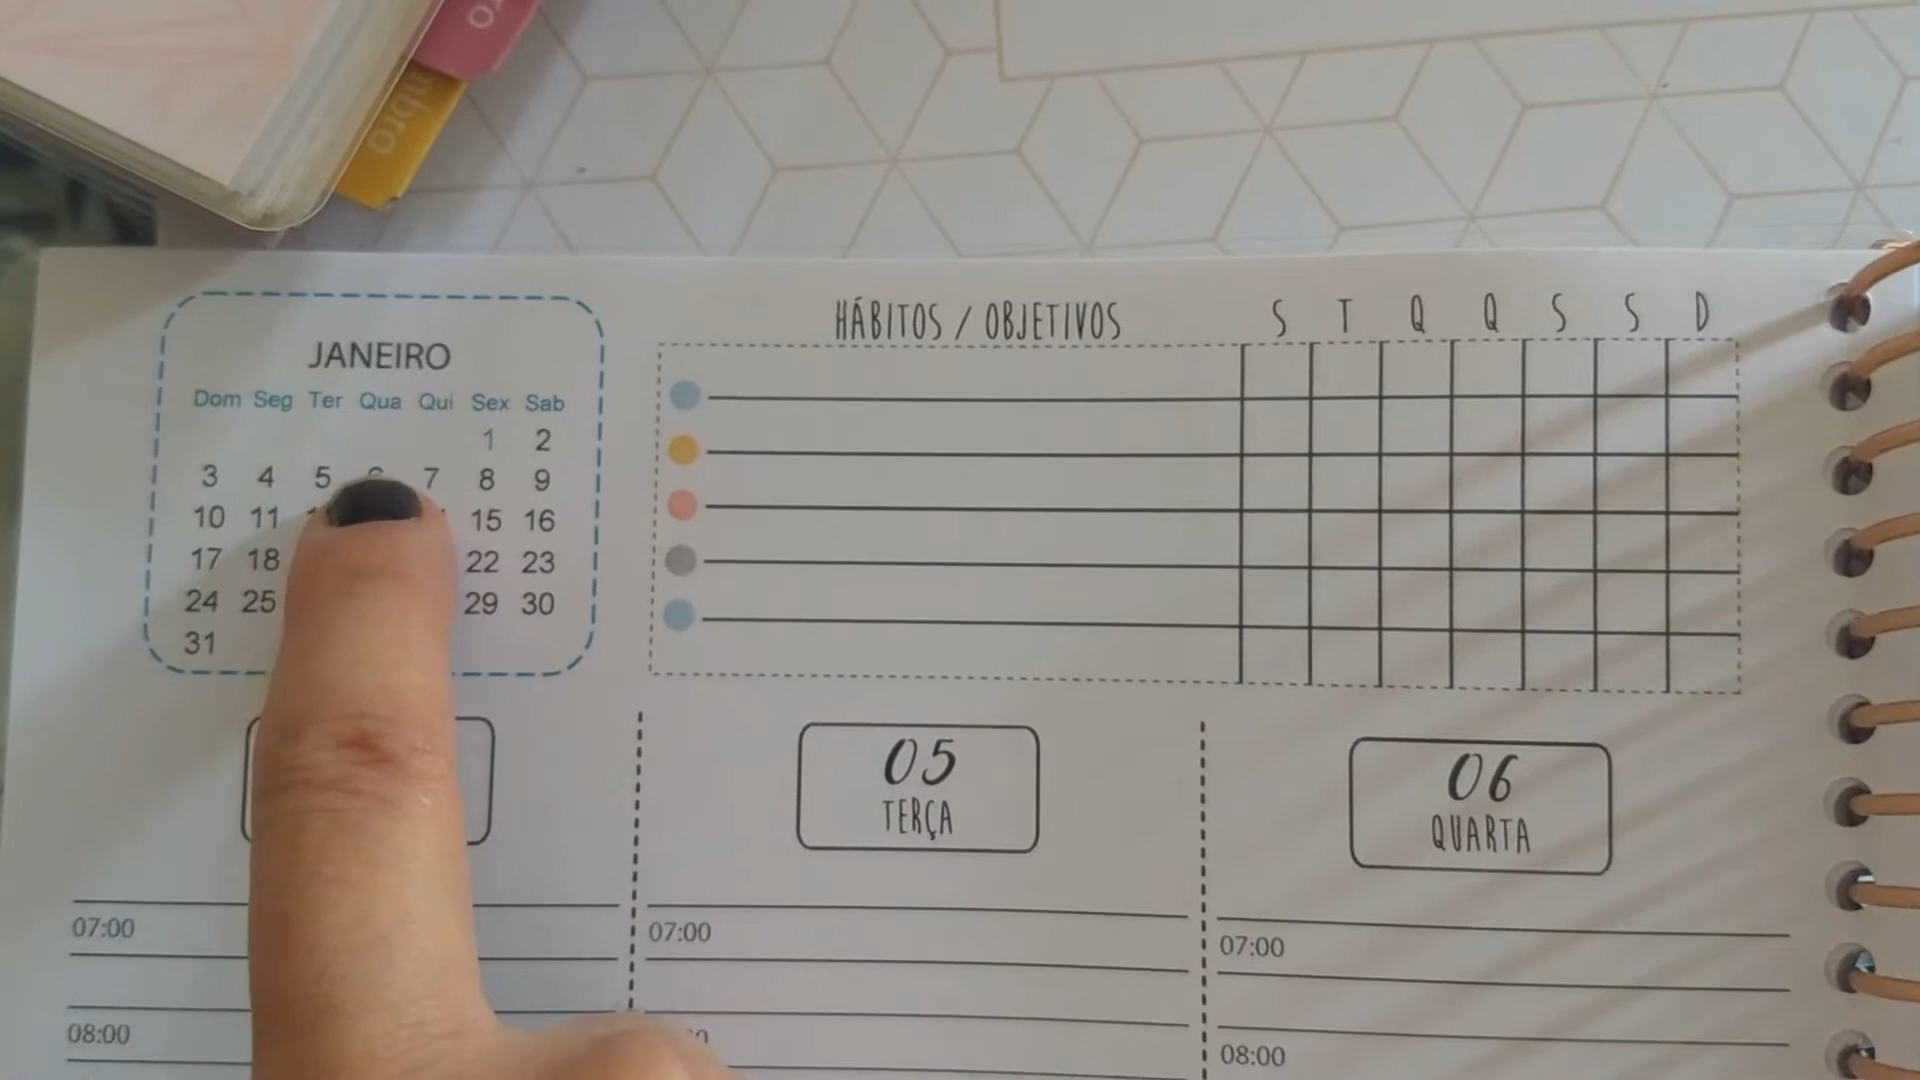 JANEIRO
Dom Seg Ter Qua Qui Sex Sab
1 2
3 4 5 6 7 8 9
10 11 15 16
17 18 22 23
24 25 29 30
31
HÁBITOS / OBJETIVOS
S T Q Q S S D
05
TERÇA
06
QUARTA
07:00
07:00
07:00
08:00
08:00